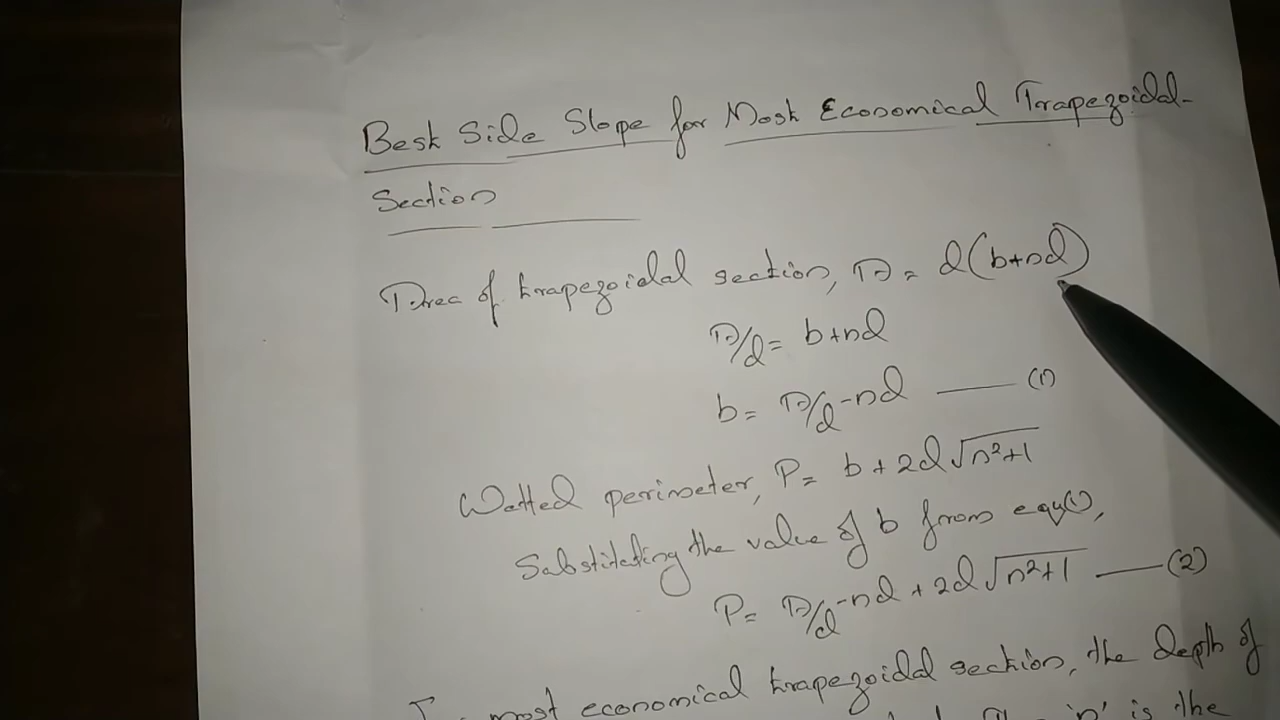 Best Side Slope for Most Economical Trapezoidal
Section
Area of trapezoidal section, A = d(b+nd)
A/d = b+nd
b = A/d - nd —— (1)
Wetted perimeter, P = b + 2d√n²+1
Substituting the value of b from eqn(1),
P = A/d - nd + 2d√n²+1 —— (2)
most economical trapezoidal section, the depth of
'n' is the